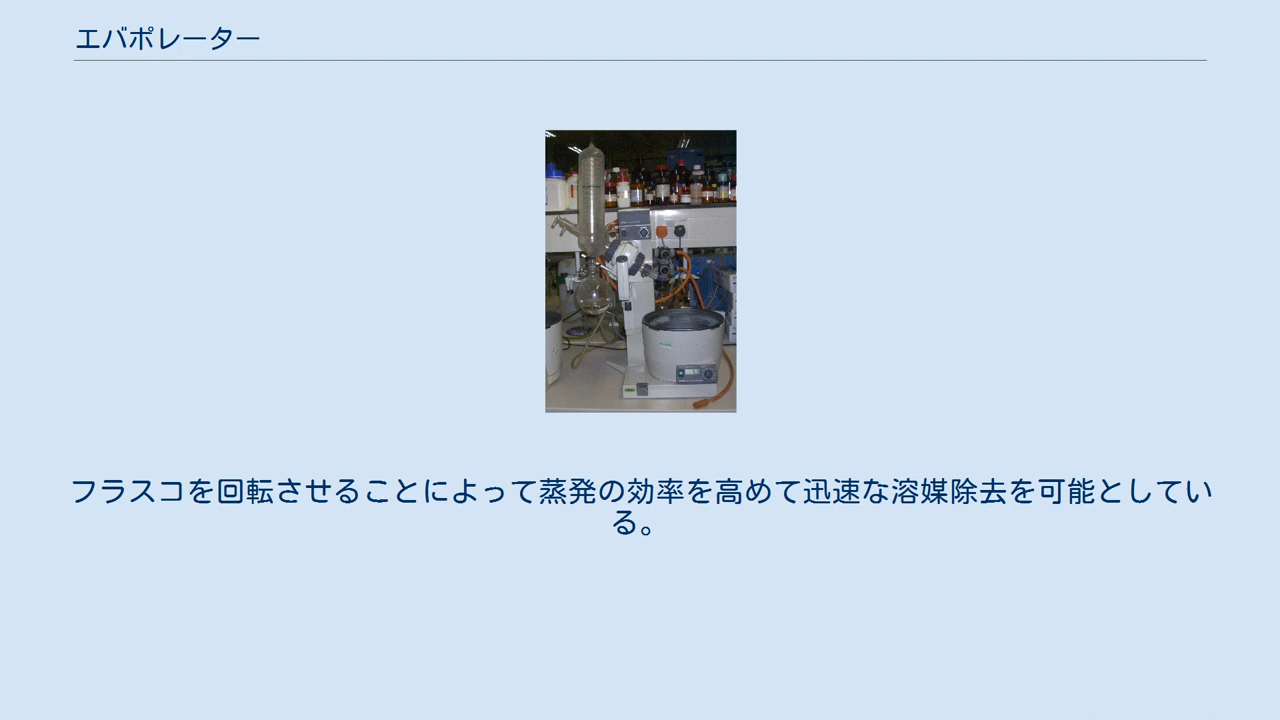 エバポレーター
フラスコを回転させることによって蒸発の効率を高めて迅速な溶媒除去を可能としてい
る。